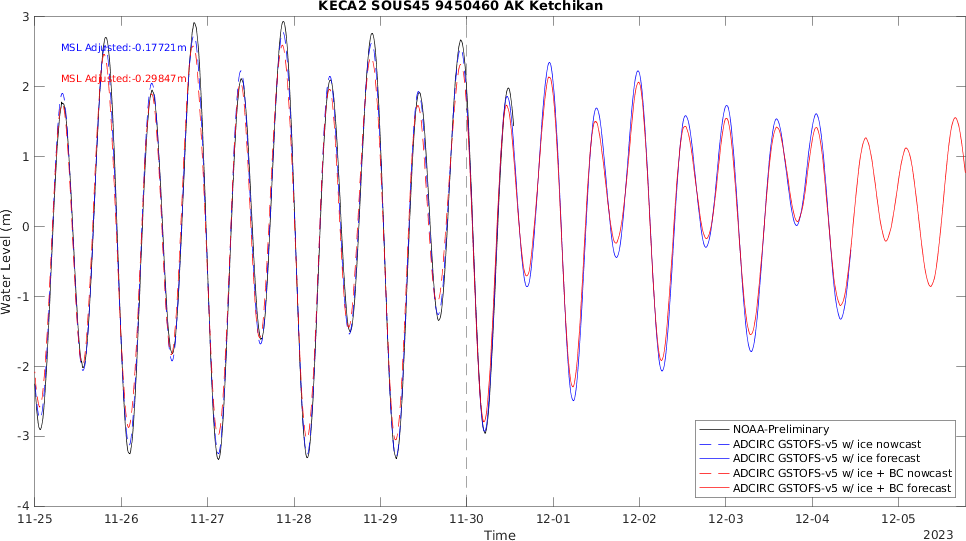 KECA2 SOUS45 9450460 AK Ketchikan
3
MSL Adjusted:-0.17721m
MSL Adjusted:-0.29847m
2
1
0
-1
-2
-3
-4
Water Level (m)
NOAA-Preliminary
ADCIRC GSTOFS-v5 w/ ice nowcast
ADCIRC GSTOFS-v5 w/ ice forecast
ADCIRC GSTOFS-v5 w/ ice + BC nowcast
ADCIRC GSTOFS-v5 w/ ice + BC forecast
11-25 11-26 11-27 11-28 11-29 11-30 12-01 12-02 12-03 12-04 12-05
Time
2023